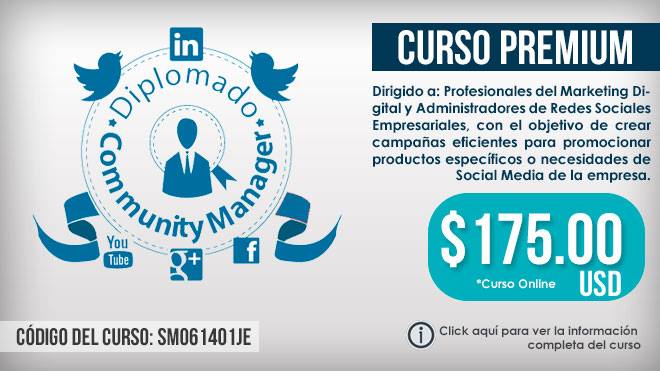 in
Diplomado
Community Manager
You
Tube
g+
f
CÓDIGO DEL CURSO: SM061401JE
CURSO PREMIUM
Dirigido a: Profesionales del Marketing Di-
gital y Administradores de Redes Sociales
Empresariales, con el objetivo de crear
campañas eficientes para promocionar
productos específicos o necesidades de
Social Media de la empresa.
$175.00
*Curso Online USD
i Click aquí para ver la información
completa del curso